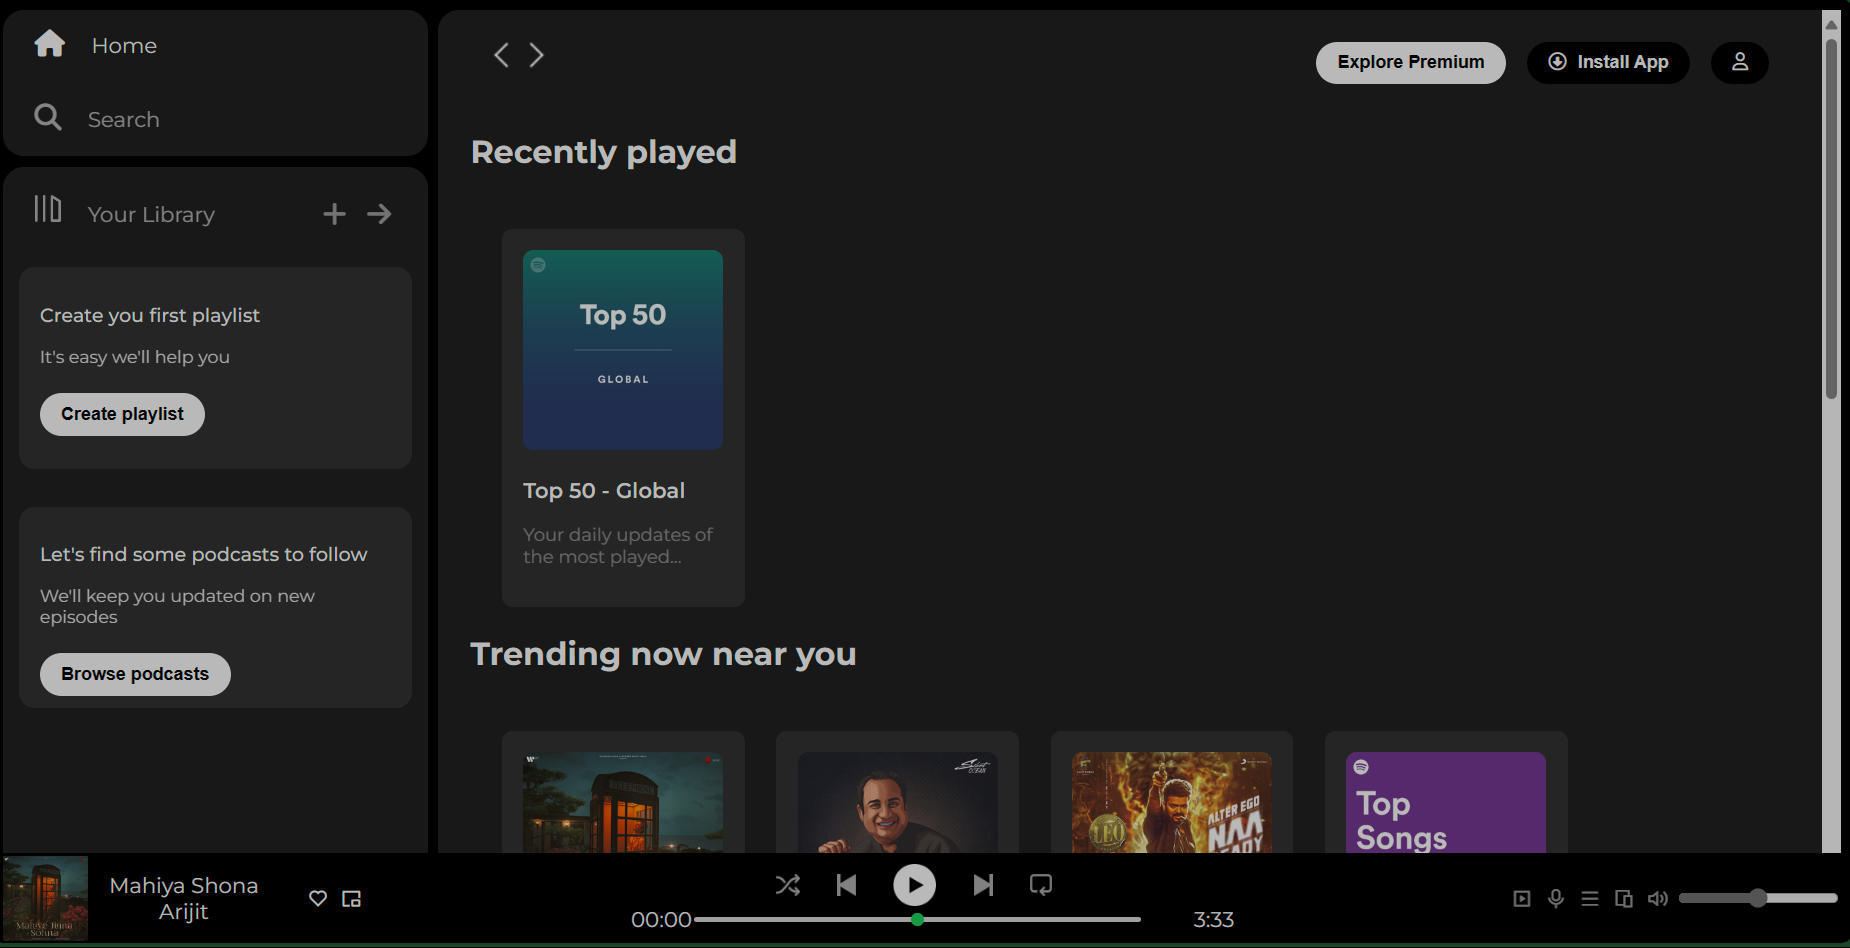 Home
Search
Your Library
Create you first playlist
It's easy we'll help you
Create playlist
Let's find some podcasts to follow
We'll keep you updated on new
episodes
Browse podcasts
Explore Premium
Install App
Recently played
Top 50
GLOBAL
Top 50 - Global
Your daily updates of
the most played...
Trending now near you
ALTER EGO
NAA
READY
LEO
Top
Songs
Mahiya Shona
Arijit
00:00
3:33